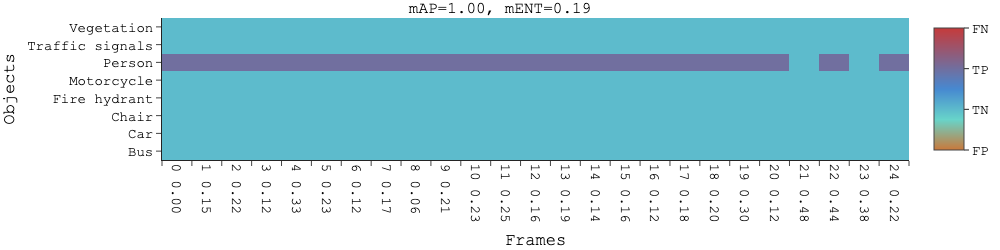 mAP=1.00, mENT=0.19
Objects
Vegetation
Traffic signals
Person
Motorcycle
Fire hydrant
Chair
Car
Bus
0 0.00
1 0.15
2 0.22
3 0.12
4 0.33
5 0.23
6 0.12
7 0.17
8 0.06
9 0.21
10 0.23
11 0.25
12 0.16
13 0.19
14 0.14
15 0.16
16 0.12
17 0.18
18 0.20
19 0.30
20 0.12
21 0.48
22 0.44
23 0.38
24 0.22
Frames
FN
TP
TN
FP